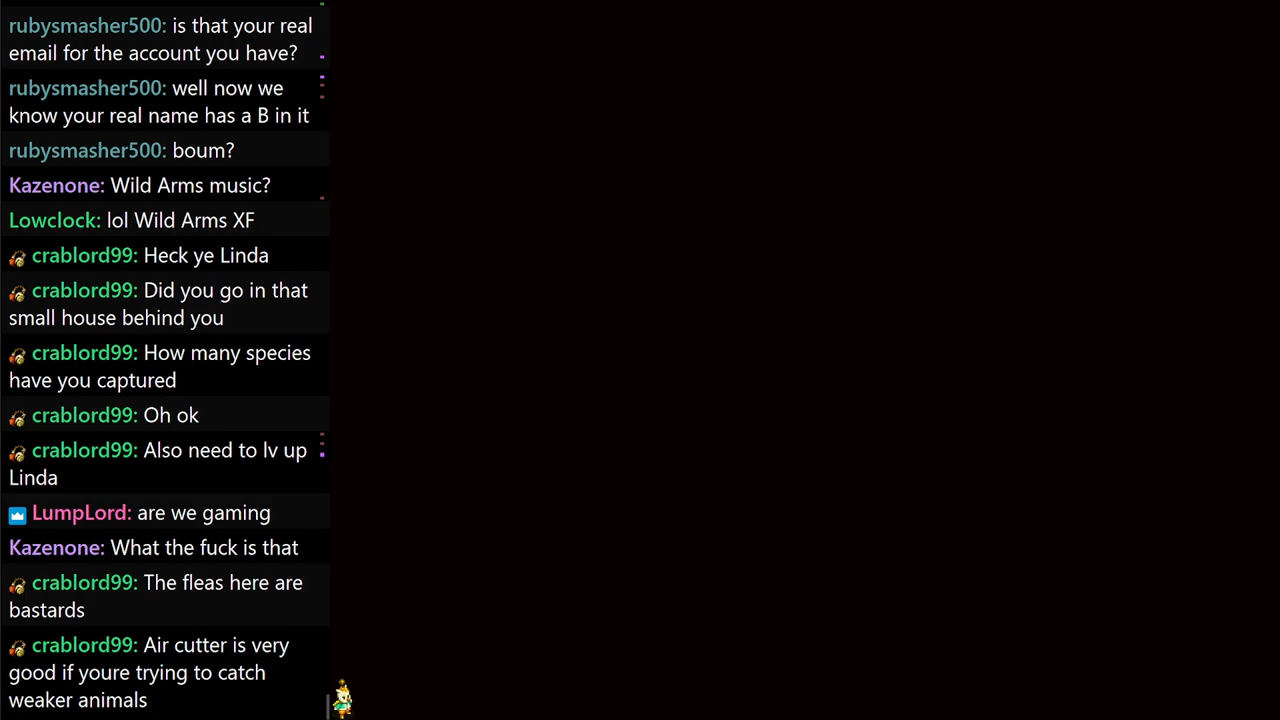 rubysmasher500: is that your real
email for the account you have?
rubysmasher500: well now we
know your real name has a B in it
rubysmasher500: boum?
Kazenone: Wild Arms music?
Lowclock: lol Wild Arms XF
crablord99: Heck ye Linda
crablord99: Did you go in that
small house behind you
crablord99: How many species
have you captured
crablord99: Oh ok
crablord99: Also need to lv up
Linda
LumpLord: are we gaming
Kazenone: What the fuck is that
crablord99: The fleas here are
bastards
crablord99: Air cutter is very
good if youre trying to catch
weaker animals